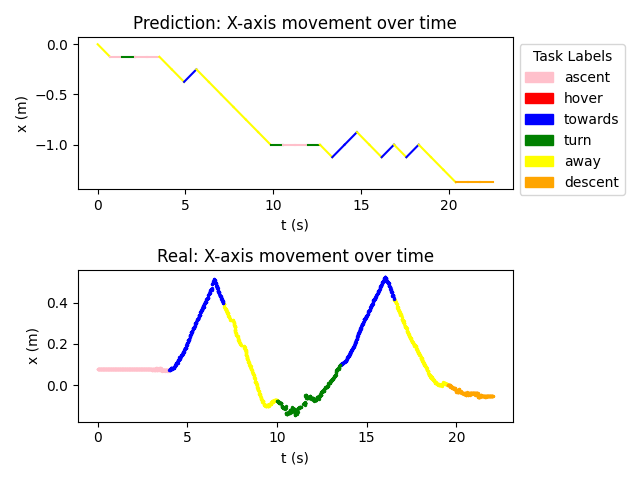 Prediction: X-axis movement over time
0.0
−0.5
−1.0
x (m)
0
5
10
15
20
t (s)
Task Labels
ascent
hover
towards
turn
away
descent
Real: X-axis movement over time
0.4
0.2
0.0
x (m)
0
5
10
15
20
t (s)